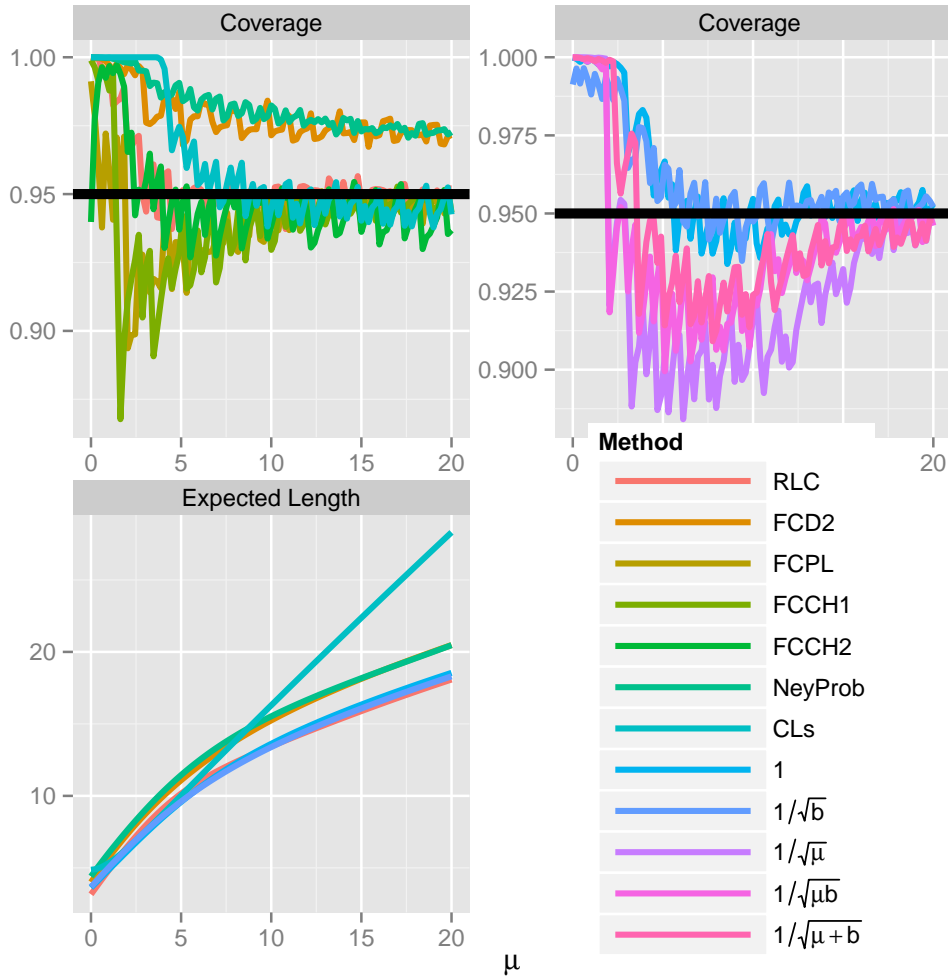 Coverage
1.00
0.95
0.90
0 5 10 15 20
Coverage
1.000
0.975
0.950
0.925
0.900
0 20
Expected Length
20
10
0 5 10 15 20
μ
Method
RLC
FCD2
FCPL
FCCH1
FCCH2
NeyProb
CLs
1
1/√b
1/√μ
1/√μb
1/√μ + b